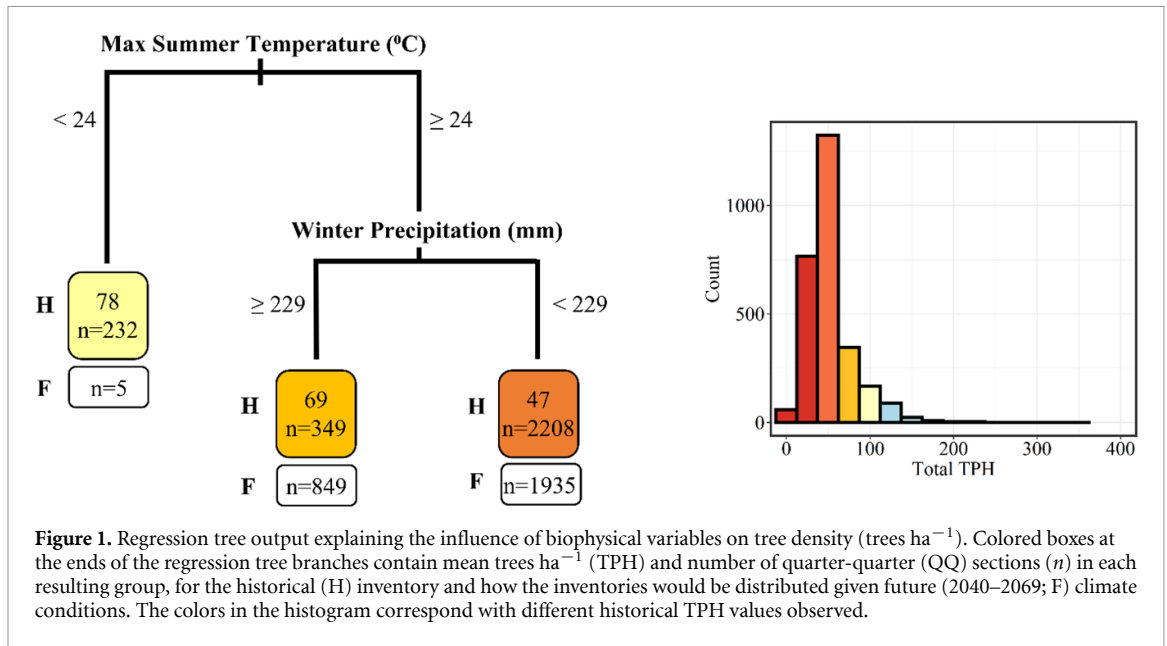 Max Summer Temperature (⁰C)
< 24
≥ 24
Winter Precipitation (mm)
≥ 229
< 229
H
78
n=232
F
n=5
H
69
n=349
F
n=849
H
47
n=2208
F
n=1935
Count
1000
500
0
0
100
200
300
400
Total TPH
Figure 1. Regression tree output explaining the influence of biophysical variables on tree density (trees ha⁻¹). Colored boxes at
the ends of the regression tree branches contain mean trees ha⁻¹ (TPH) and number of quarter-quarter (QQ) sections (n) in each
resulting group, for the historical (H) inventory and how the inventories would be distributed given future (2040–2069; F) climate
conditions. The colors in the histogram correspond with different historical TPH values observed.